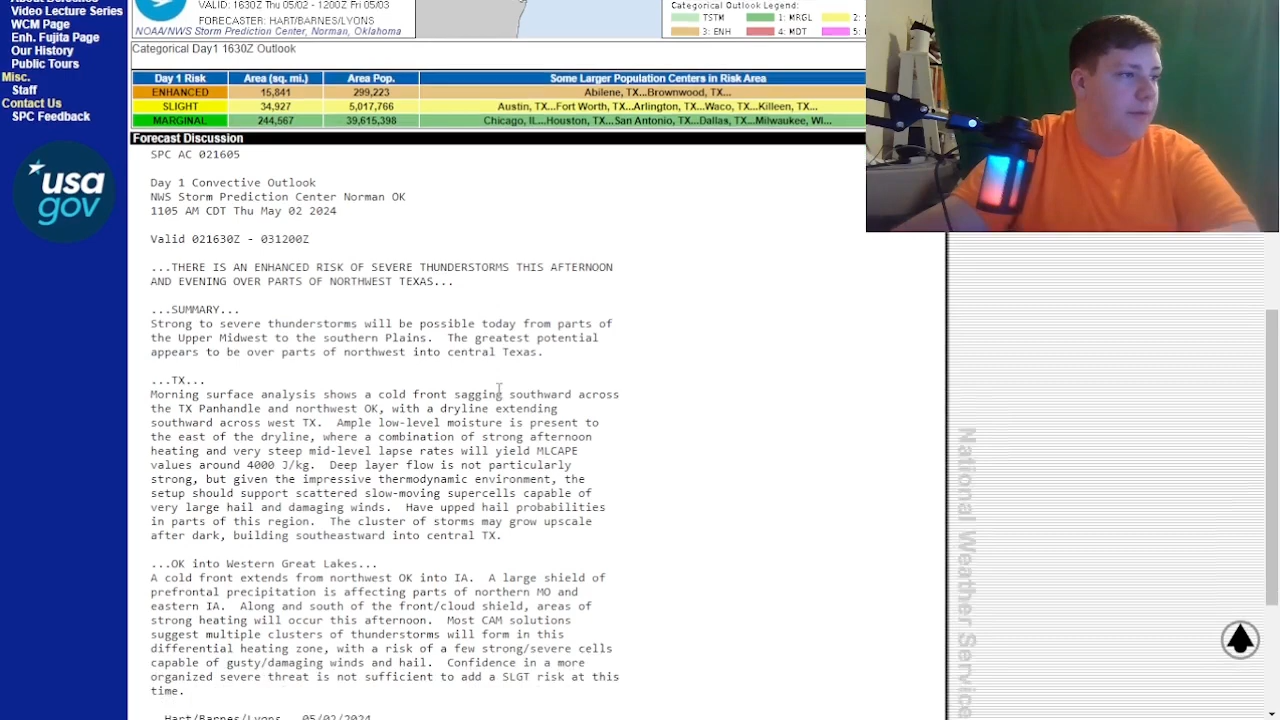 About Derechos
Video Lecture Series
WCM Page
Enh. Fujita Page
Our History
Public Tours
Misc.
Staff
Contact Us
SPC Feedback
USA
gov
VALID: 1630Z Thu 05/02 - 1200Z Fri 05/03
FORECASTER: HART/BARNES/LYONS
NOAA/NWS Storm Prediction Center, Norman, Oklahoma
Categorical Outlook Legend:
TSTM 1: MRGL 2:
3: ENH 4: MDT 5:
Categorical Day1 1630Z Outlook
Day 1 Risk Area (sq. mi.) Area Pop. Some Larger Population Centers in Risk Area
ENHANCED 15,841 299,223 Abilene, TX...Brownwood, TX...
SLIGHT 34,927 5,017,766 Austin, TX...Fort Worth, TX...Arlington, TX...Waco, TX...Killeen, TX...
MARGINAL 244,567 39,615,398 Chicago, IL...Houston, TX...San Antonio, TX...Dallas, TX...Milwaukee, WI...
Forecast Discussion
SPC AC 021605
Day 1 Convective Outlook
NWS Storm Prediction Center Norman OK
1105 AM CDT Thu May 02 2024
Valid 021630Z - 031200Z
...THERE IS AN ENHANCED RISK OF SEVERE THUNDERSTORMS THIS AFTERNOON
AND EVENING OVER PARTS OF NORTHWEST TEXAS...
...SUMMARY...
Strong to severe thunderstorms will be possible today from parts of
the Upper Midwest to the southern Plains. The greatest potential
appears to be over parts of northwest into central Texas.
...TX...
Morning surface analysis shows a cold front sagging southward across
the TX Panhandle and northwest OK, with a dryline extending
southward across west TX. Ample low-level moisture is present to
the east of the dryline, where a combination of strong afternoon
heating and very steep mid-level lapse rates will yield MLCAPE
values around 4000 J/kg. Deep layer flow is not particularly
strong, but given the impressive thermodynamic environment, the
setup should support scattered slow-moving supercells capable of
very large hail and damaging winds. Have upped hail probabilities
in parts of this region. The cluster of storms may grow upscale
after dark, building southeastward into central TX.
...OK into Western Great Lakes...
A cold front extends from northwest OK into IA. A large shield of
prefrontal precipitation is affecting parts of northern MO and
eastern IA. Along and south of the front/cloud shield, areas of
strong heating will occur this afternoon. Most CAM solutions
suggest multiple clusters of thunderstorms will form in this
differential heating zone, with a risk of a few strong/severe cells
capable of gusty/damaging winds and hail. Confidence in a more
organized severe threat is not sufficient to add a SLGT risk at this
time.
..Hart/Barnes/Lyons.. 05/02/2024
National Weather Service